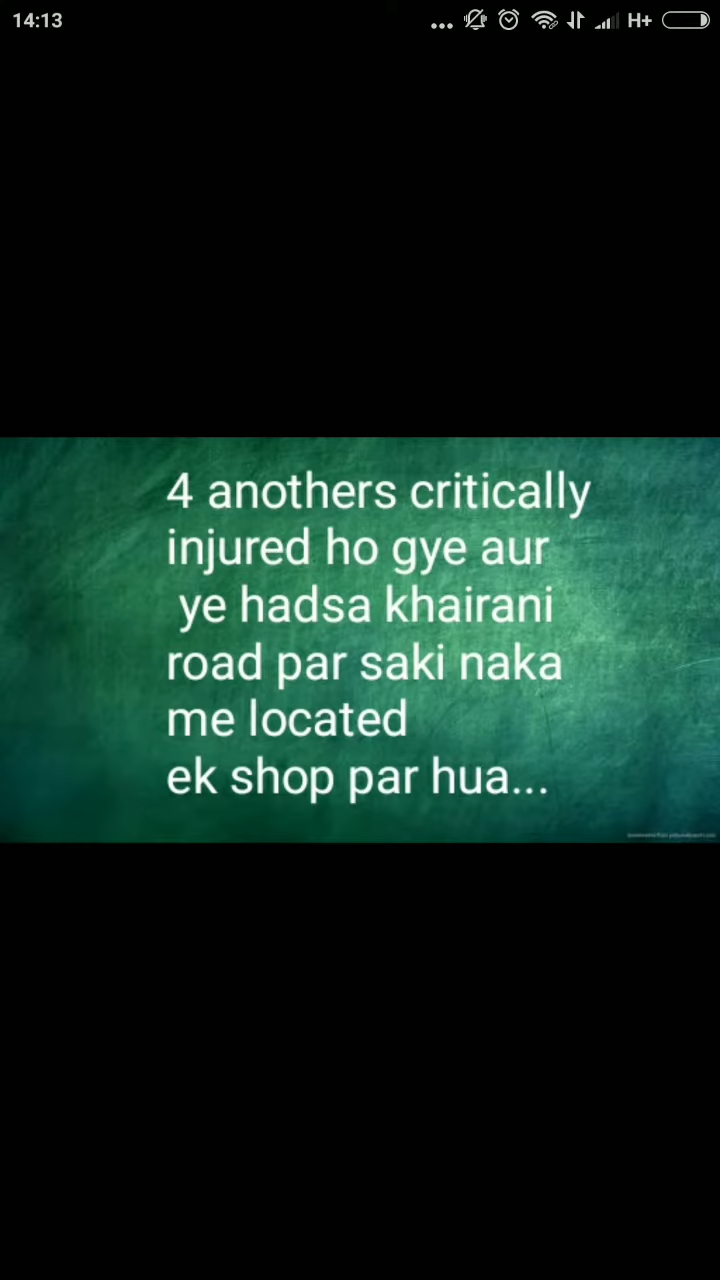 14:13
... H+
4 anothers critically
injured ho gye aur
ye hadsa khairani
road par saki naka
me located
ek shop par hua...